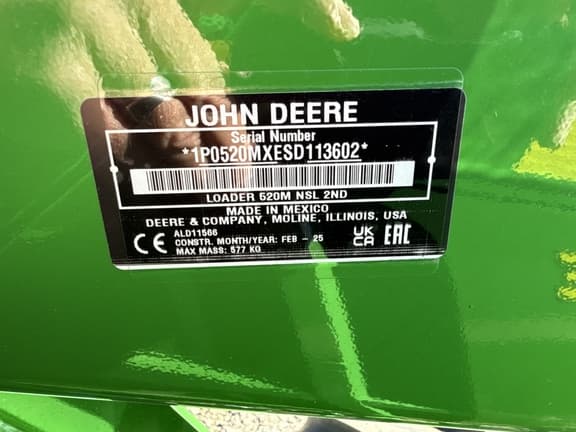 JOHN DEERE
Serial Number
*1P0520MXESD113602*
LOADER 520M NSL 2ND
MADE IN MEXICO
DEERE & COMPANY, MOLINE, ILLINOIS, USA
CE ALD11566 UK CA EAC
CONSTR. MONTH/YEAR: FEB - 25
MAX MASS: 577 KG